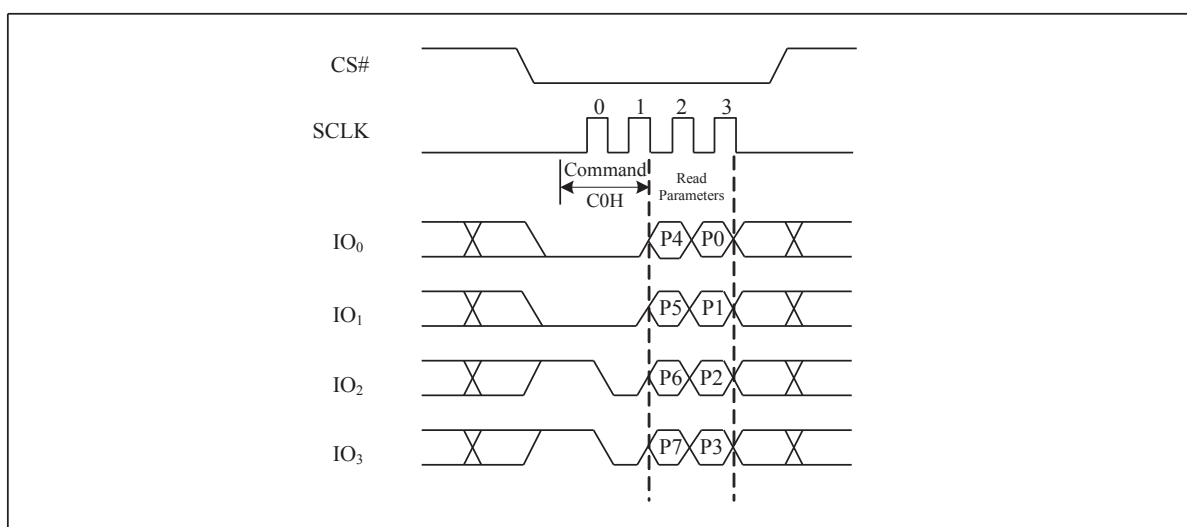 CS#
0 1 2 3
SCLK
Command
Read
Parameters
C0H
IO₀ P4 P0
IO₁ P5 P1
IO₂ P6 P2
IO₃ P7 P3